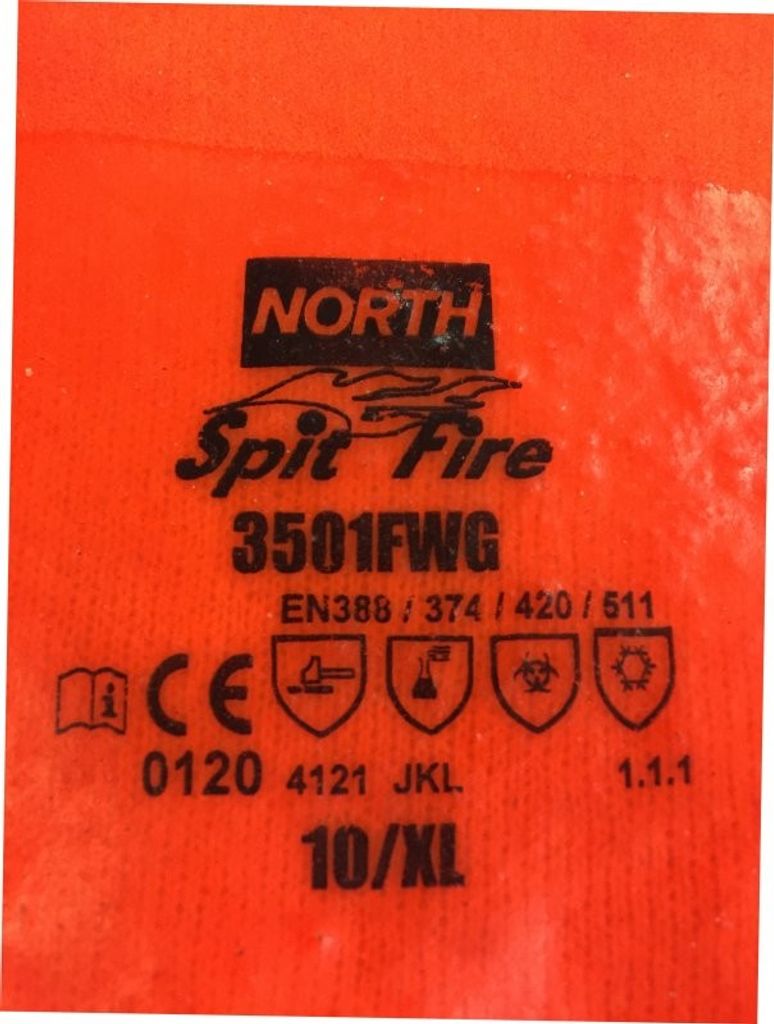 NORTH
Spit Fire
3501FWG
EN388 / 374 / 420 / 511
i CE
0120 4121 JKL 1.1.1
10/XL